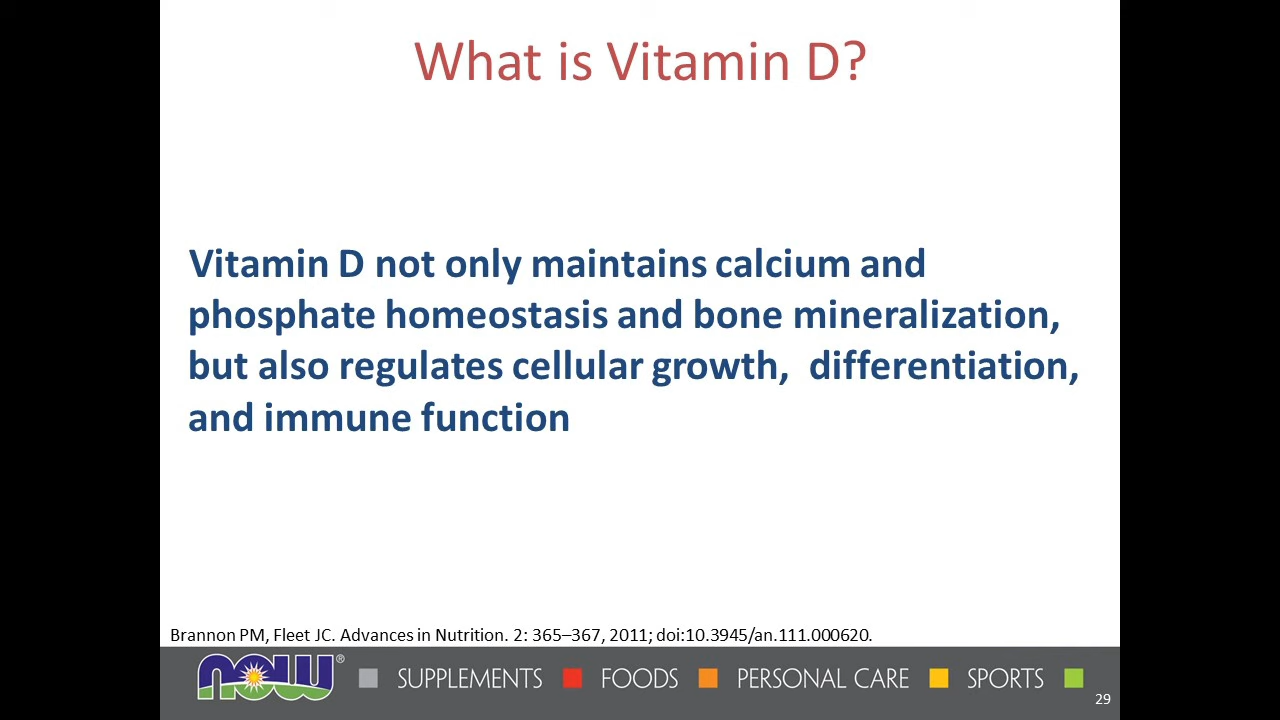 What is Vitamin D?
Vitamin D not only maintains calcium and
phosphate homeostasis and bone mineralization,
but also regulates cellular growth,  differentiation,
and immune function
Brannon PM, Fleet JC. Advances in Nutrition. 2: 365–367, 2011; doi:10.3945/an.111.000620.
now® SUPPLEMENTS FOODS PERSONAL CARE SPORTS
29